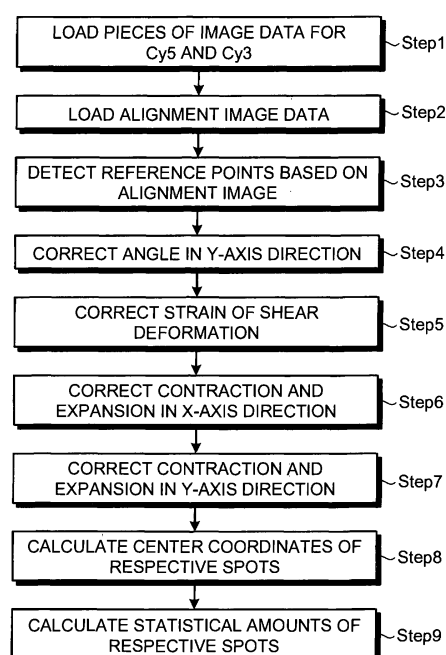 LOAD PIECES OF IMAGE DATA FOR
Cy5 AND Cy3
Step1
LOAD ALIGNMENT IMAGE DATA
Step2
DETECT REFERENCE POINTS BASED ON
ALIGNMENT IMAGE
Step3
CORRECT ANGLE IN Y-AXIS DIRECTION
Step4
CORRECT STRAIN OF SHEAR
DEFORMATION
Step5
CORRECT CONTRACTION AND
EXPANSION IN X-AXIS DIRECTION
Step6
CORRECT CONTRACTION AND
EXPANSION IN Y-AXIS DIRECTION
Step7
CALCULATE CENTER COORDINATES OF
RESPECTIVE SPOTS
Step8
CALCULATE STATISTICAL AMOUNTS OF
RESPECTIVE SPOTS
Step9